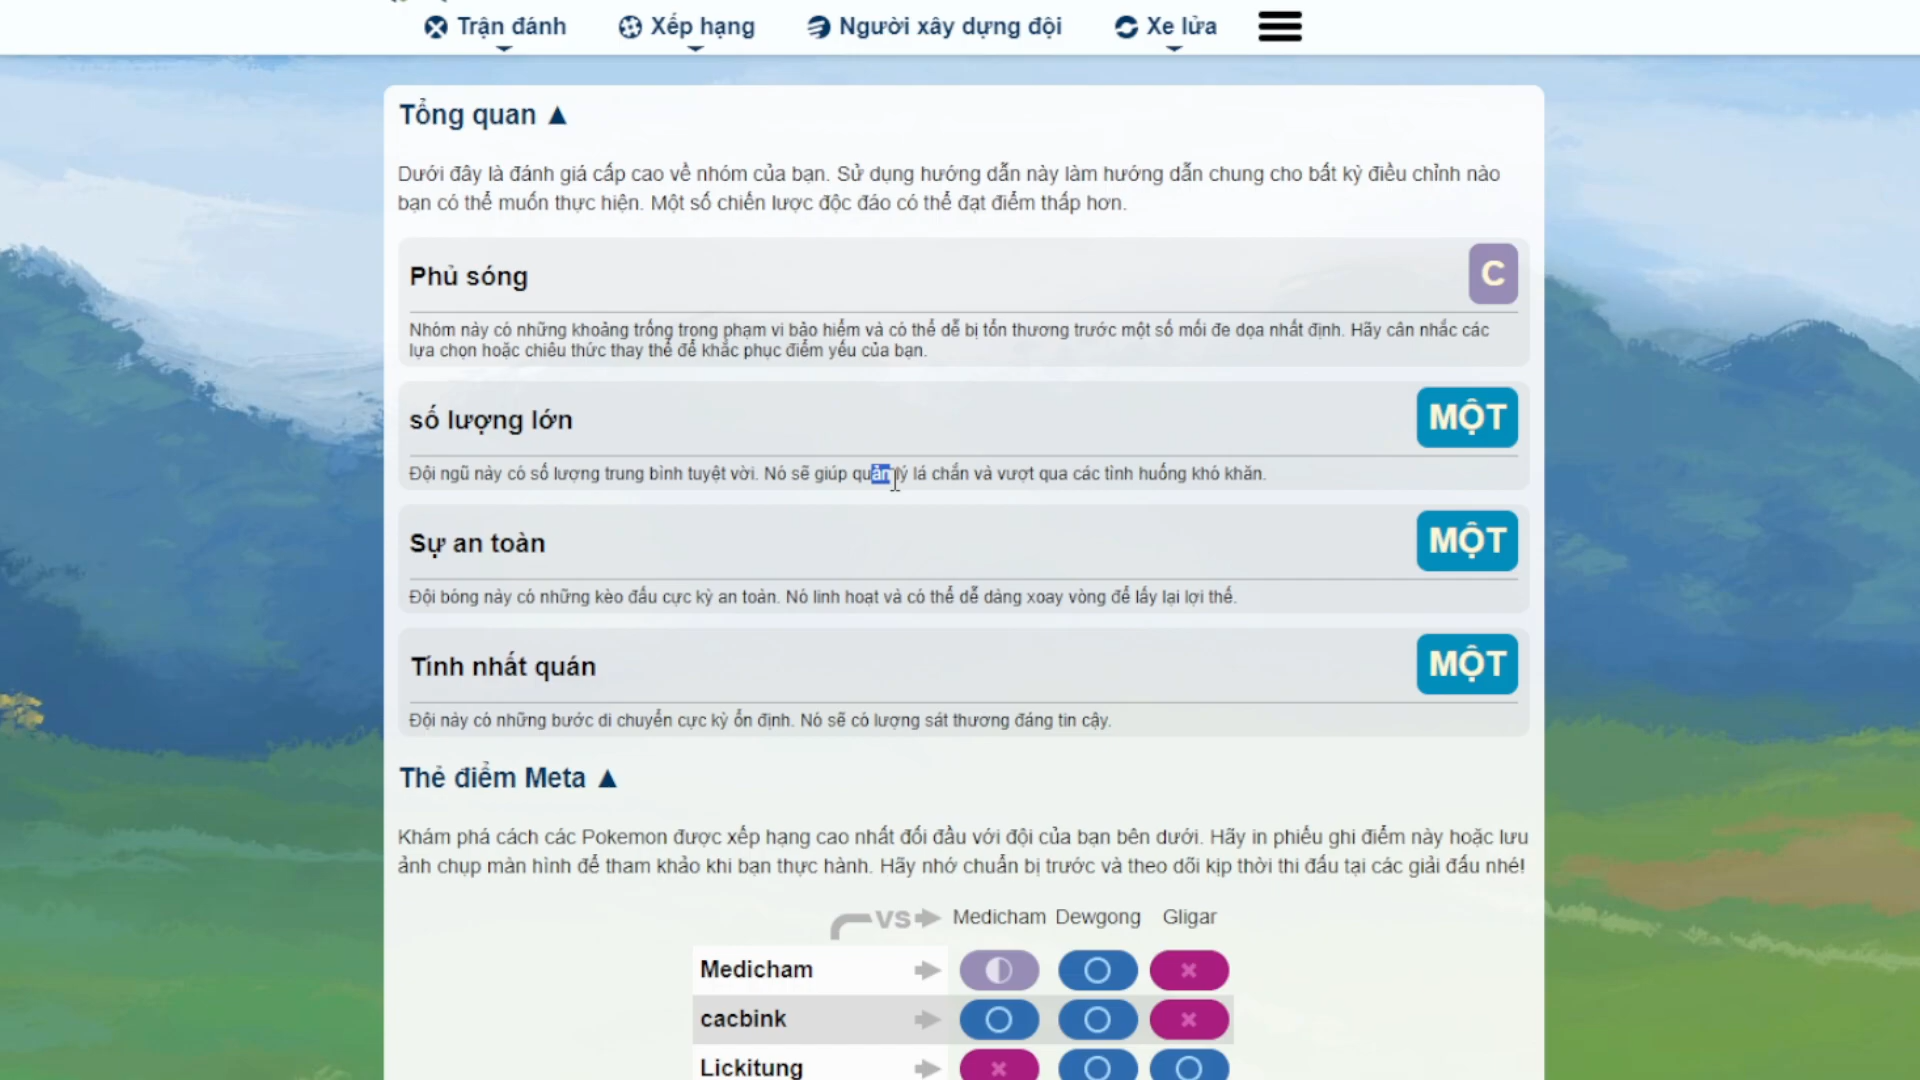 Trận đánh Xếp hạng Người xây dựng đội Xe lửa
Tổng quan ▲
Dưới đây là đánh giá cấp cao về nhóm của bạn. Sử dụng hướng dẫn này làm hướng dẫn chung cho bất kỳ điều chỉnh nào
bạn có thể muốn thực hiện. Một số chiến lược độc đáo có thể đạt điểm thấp hơn.
Phủ sóng C
Nhóm này có những khoảng trống trong phạm vi bảo hiểm và có thể dễ bị tổn thương trước một số mối đe dọa nhất định. Hãy cân nhắc các
lựa chọn hoặc chiêu thức thay thế để khắc phục điểm yếu của bạn.
số lượng lớn MỘT
Đội ngũ này có số lượng trung bình tuyệt vời. Nó sẽ giúp quản lý lá chắn và vượt qua các tình huống khó khăn.
Sự an toàn MỘT
Đội bóng này có những kèo đấu cực kỳ an toàn. Nó linh hoạt và có thể dễ dàng xoay vòng để lấy lại lợi thế.
Tính nhất quán MỘT
Đội này có những bước di chuyển cực kỳ ổn định. Nó sẽ có lượng sát thương đáng tin cậy.
Thẻ điểm Meta ▲
Khám phá cách các Pokemon được xếp hạng cao nhất đối đầu với đội của bạn bên dưới. Hãy in phiếu ghi điểm này hoặc lưu
ảnh chụp màn hình để tham khảo khi bạn thực hành. Hãy nhớ chuẩn bị trước và theo dõi kịp thời thi đấu tại các giải đấu nhé!
VS Medicham Dewgong Gligar
Medicham
cacbink
Lickitung